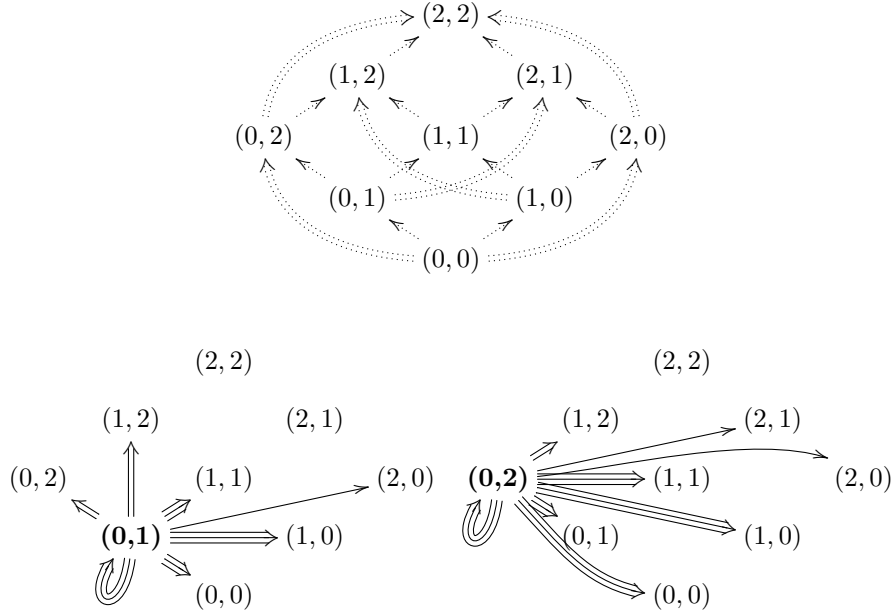 (2, 2)
(1, 2) (2, 1)
(0, 2) (1, 1) (2, 0)
(0, 1) (1, 0)
(0, 0)
(2, 2) (2, 2)
(1, 2) (2, 1) (1, 2) (2, 1)
(0, 2) (1, 1) (2, 0) (0,2) (1, 1) (2, 0)
(0,1) (1, 0) (0, 1) (1, 0)
(0, 0) (0, 0)